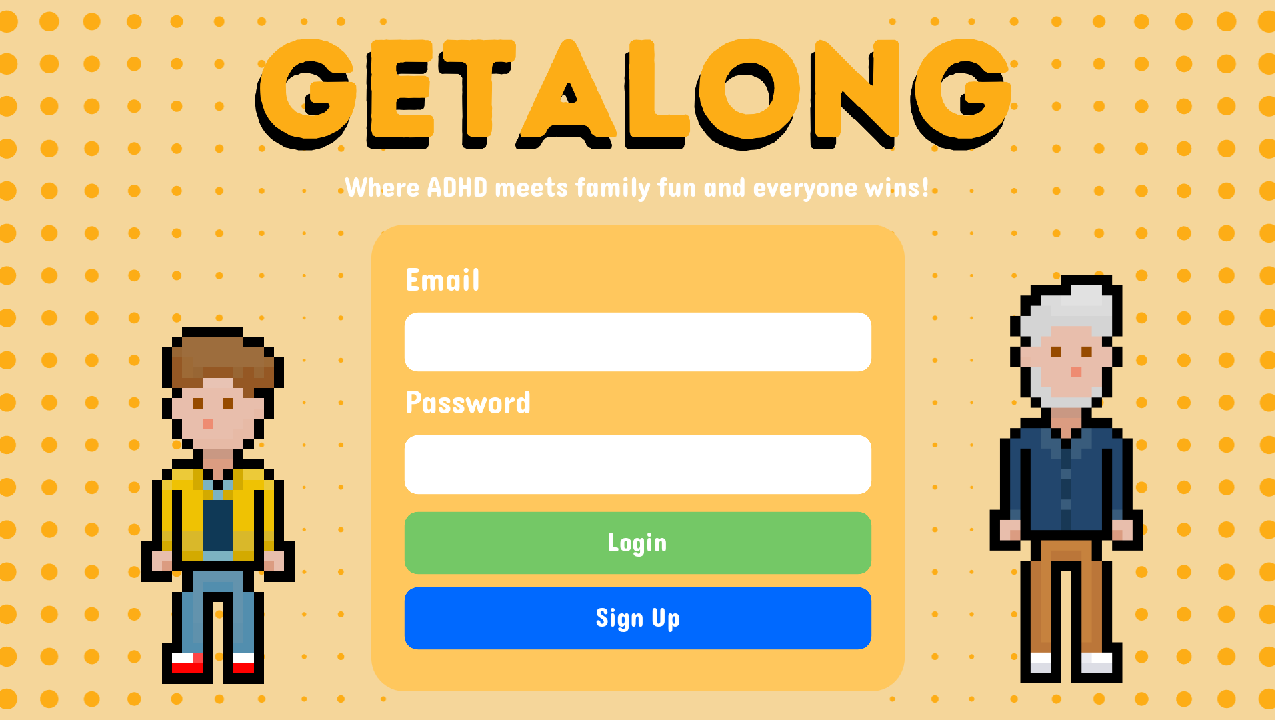 GETALONG
Where ADHD meets family fun and everyone wins!
Email
Password
Login
Sign Up